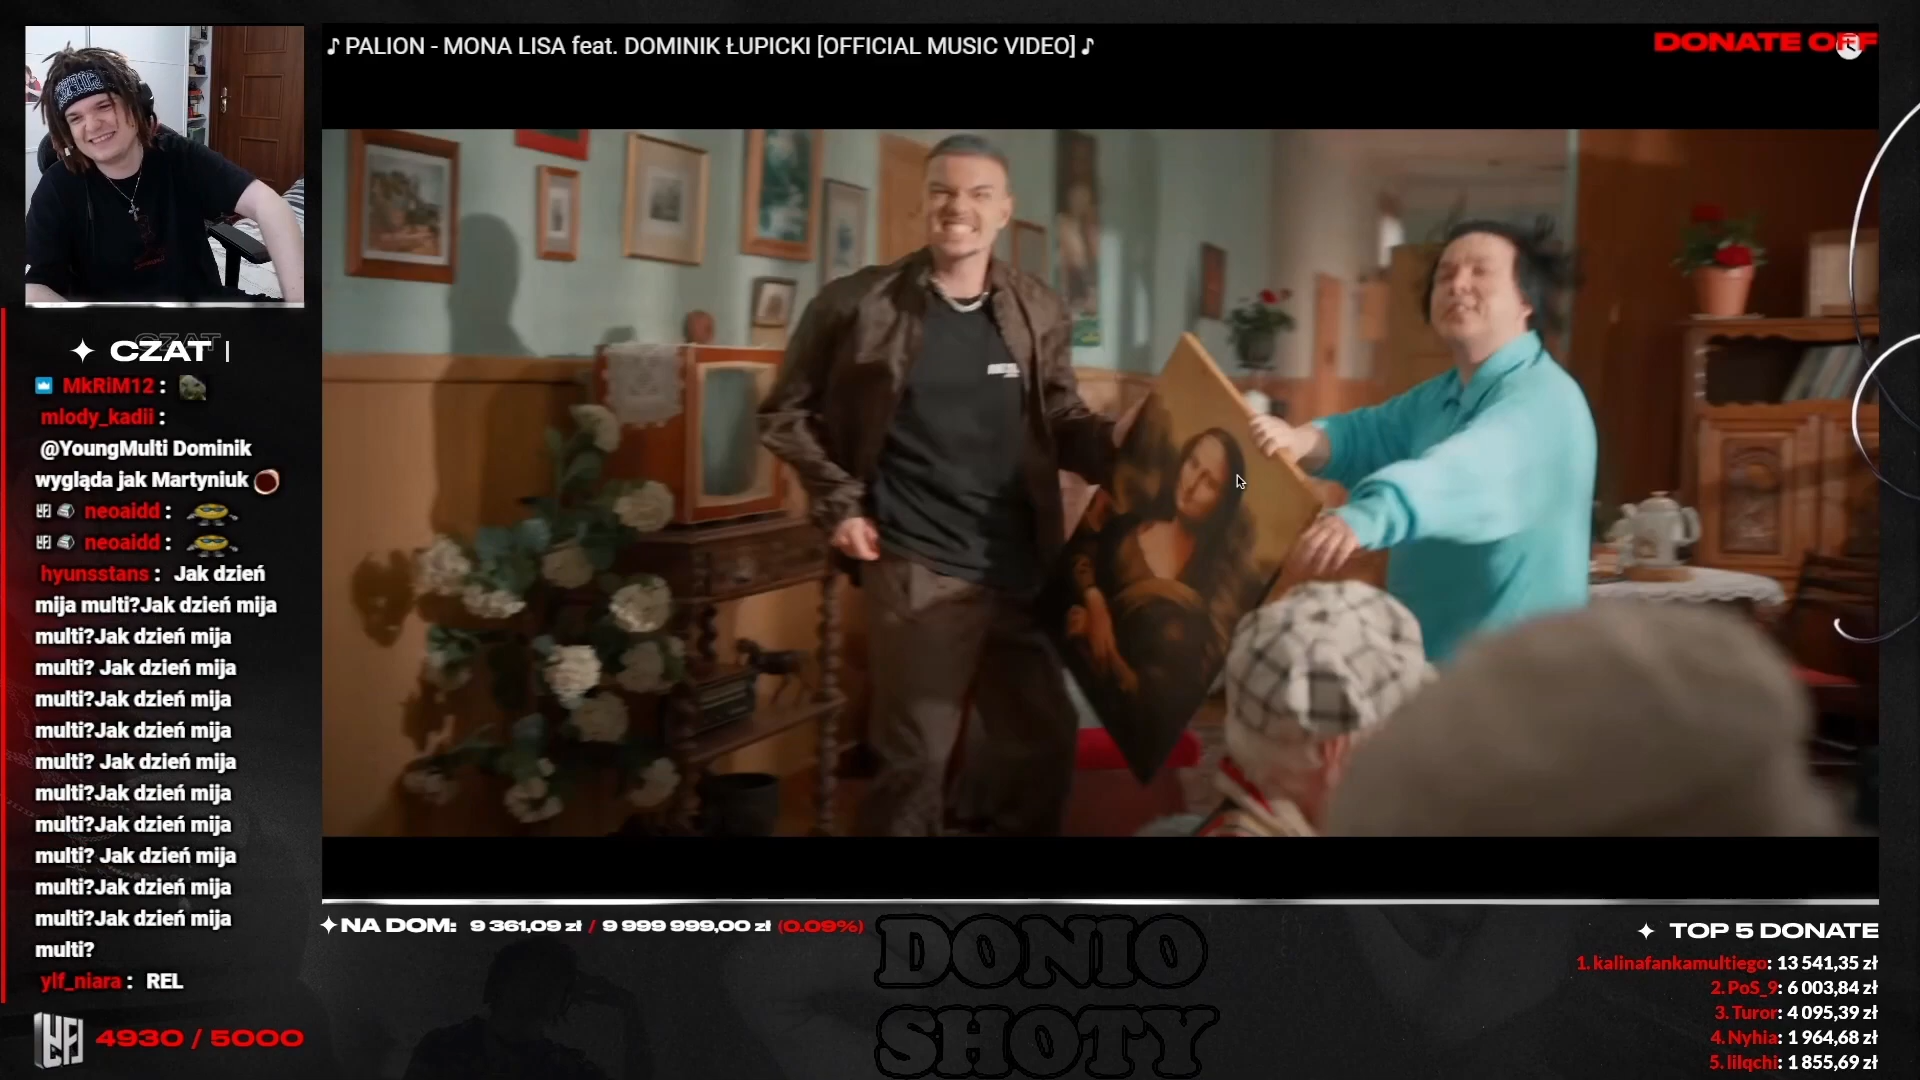 ♪ PALION - MONA LISA feat. DOMINIK ŁUPICKI [OFFICIAL MUSIC VIDEO] ♪
DONATE OFF
CZAT |
MkRiM12 :
mlody_kadii :
@YoungMulti Dominik
wygląda jak Martyniuk
neoaidd :
neoaidd :
hyunsstans : Jak dzień
mija multi?Jak dzień mija
multi?Jak dzień mija
multi? Jak dzień mija
multi?Jak dzień mija
multi?Jak dzień mija
multi? Jak dzień mija
multi?Jak dzień mija
multi?Jak dzień mija
multi? Jak dzień mija
multi?Jak dzień mija
multi?Jak dzień mija
multi?
ylf_niara : REL
4930 / 5000
NA DOM: 9 361,09 zł / 9 999 999,00 zł (0.09%)
DONIO
SHOTY
TOP 5 DONATE
1. kalinafankamultiego: 13 541,35 zł
2. PoS_9: 6 003,84 zł
3. Turor: 4 095,39 zł
4. Nyhia: 1 964,68 zł
5. lilqchi: 1 855,69 zł